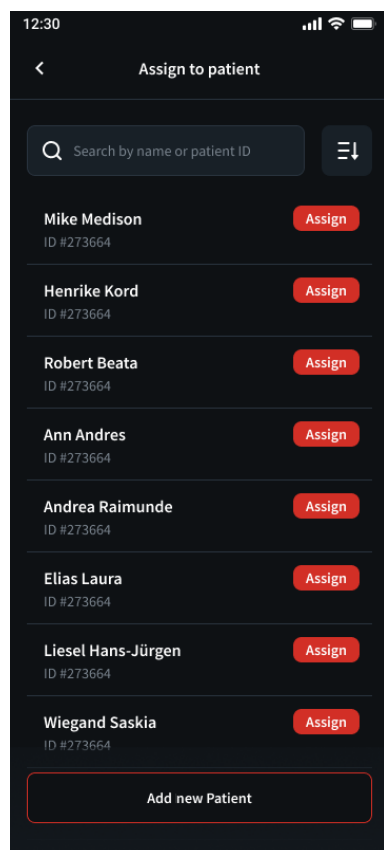 12:30
Assign to patient
Search by name or patient ID
Mike Medison
Assign
ID #273664
Henrike Kord
Assign
ID #273664
Robert Beata
Assign
ID #273664
Ann Andres
Assign
ID #273664
Andrea Raimunde
Assign
ID #273664
Elias Laura
Assign
ID #273664
Liesel Hans-Jürgen
Assign
ID #273664
Wiegand Saskia
Assign
ID #273664
Add new Patient